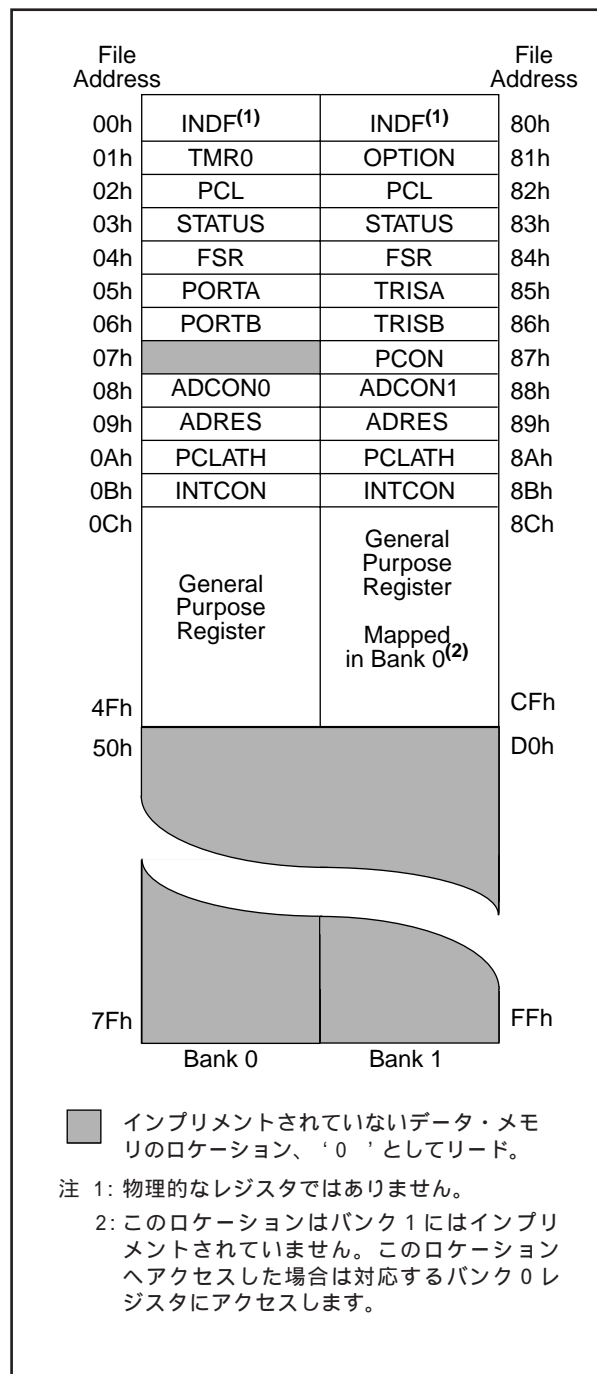 File Address File Address
00h INDF(1) INDF(1) 80h
01h TMR0 OPTION 81h
02h PCL PCL 82h
03h STATUS STATUS 83h
04h FSR FSR 84h
05h PORTA TRISA 85h
06h PORTB TRISB 86h
07h PCON 87h
08h ADCON0 ADCON1 88h
09h ADRES ADRES 89h
0Ah PCLATH PCLATH 8Ah
0Bh INTCON INTCON 8Bh
0Ch 8Ch
General
Purpose
Register
General
Purpose
Register
Mapped
in Bank 0(2)
4Fh CFh
50h D0h
7Fh FFh
Bank 0 Bank 1
インプリメントされていないデータ・メモ
リのロケーション、‘0 ’としてリード。
注 1: 物理的なレジスタではありません。
2: このロケーションはバンク1にはインプリ
メントされていません。このロケーション
へアクセスした場合は対応するバンク0レ
ジスタにアクセスします。